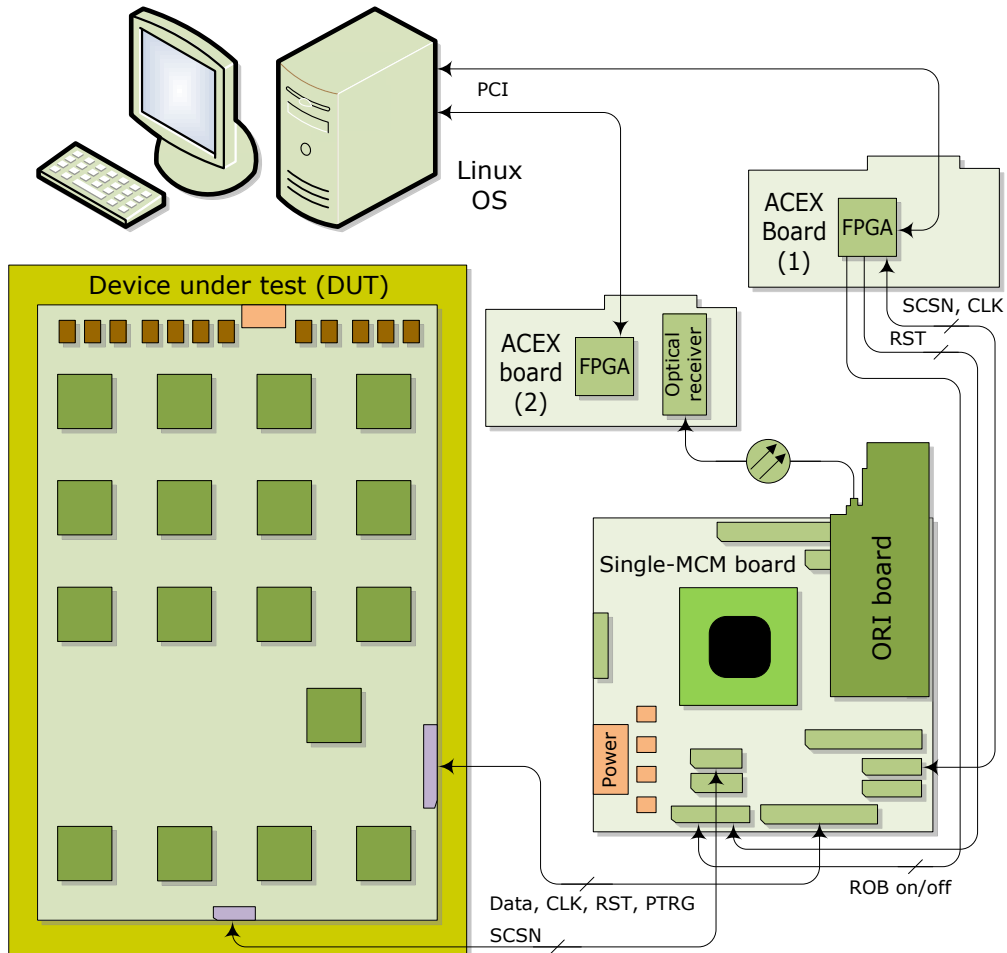 PCI
Linux
OS
ACEX
Board
(1)
FPGA
SCSN, CLK
RST
Device under test (DUT)
ACEX
board
(2)
FPGA
Optical
receiver
Single-MCM board
ORI board
Power
ROB on/off
Data, CLK, RST, PTRG
SCSN